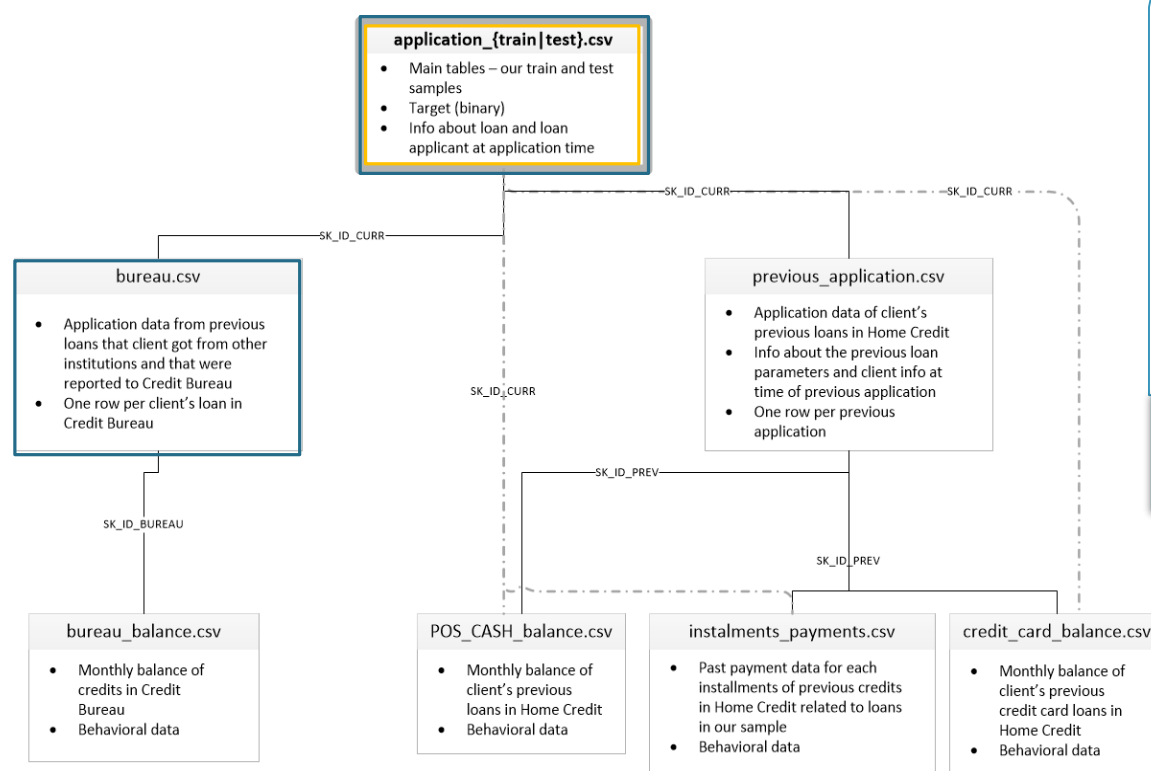 application_{train|test}.csv
• Main tables – our train and test
samples
• Target (binary)
• Info about loan and loan
applicant at application time
SK_ID_CURR
SK_ID_CURR
SK_ID_CURR
bureau.csv
• Application data from previous
loans that client got from other
institutions and that were
reported to Credit Bureau
• One row per client's loan in
Credit Bureau
previous_application.csv
• Application data of client's
previous loans in Home Credit
• Info about the previous loan
parameters and client info at
time of previous application
• One row per previous
application
SK_ID_CURR
SK_ID_PREV
SK_ID_BUREAU
SK_ID_PREV
bureau_balance.csv
• Monthly balance of
credits in Credit
Bureau
• Behavioral data
POS_CASH_balance.csv
• Monthly balance of
client's previous
loans in Home Credit
• Behavioral data
instalments_payments.csv
• Past payment data for each
installments of previous credits
in Home Credit related to loans
in our sample
• Behavioral data
credit_card_balance.csv
• Monthly balance of
client's previous
credit card loans in
Home Credit
• Behavioral data